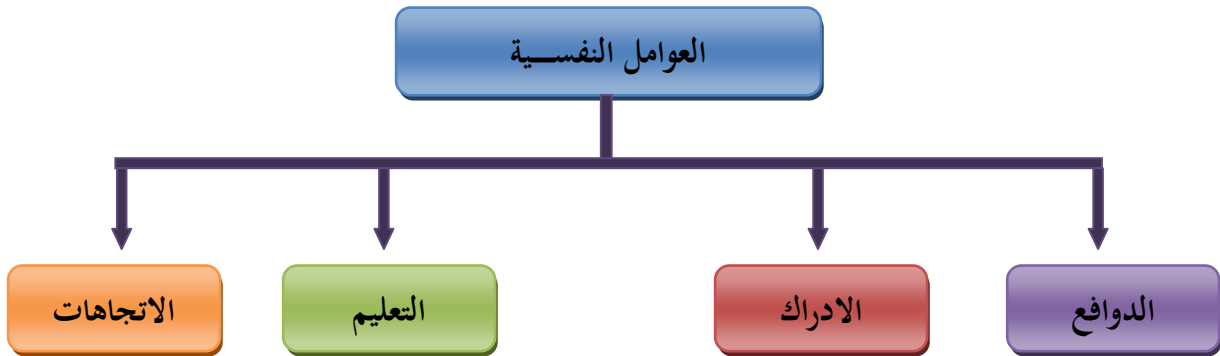 العوامل النفســية
الدوافع
الادراك
التعليم
الاتجاهات